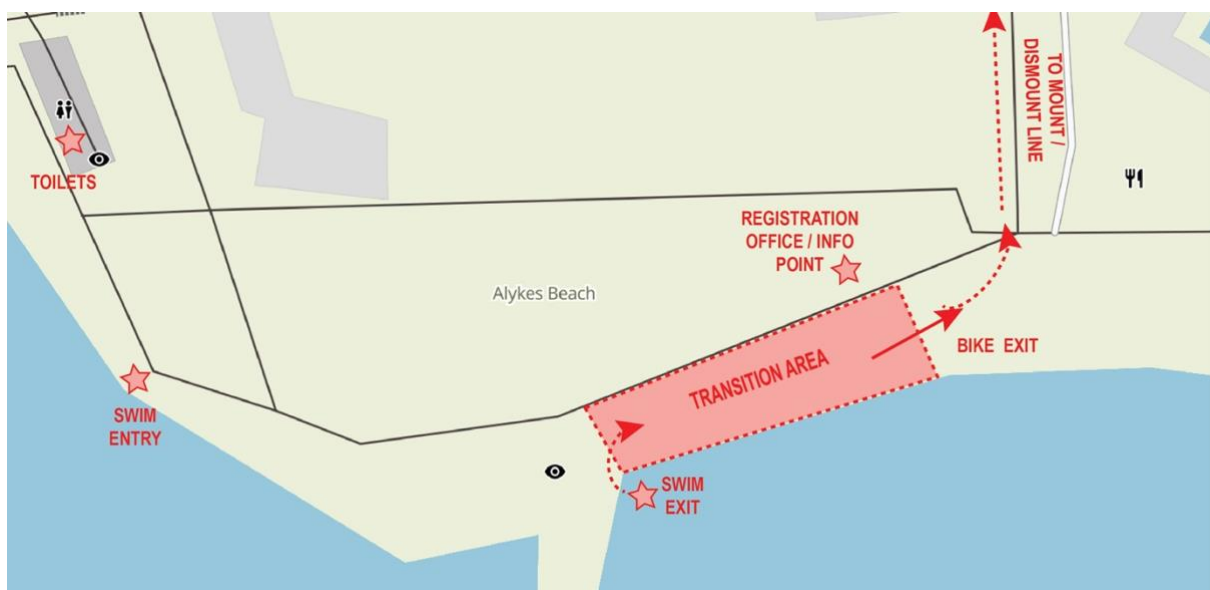 TO MOUNT /
DISMOUNT LINE
TOILETS
REGISTRATION
OFFICE / INFO
POINT
Alykes Beach
BIKE EXIT
TRANSITION AREA
SWIM
ENTRY
SWIM
EXIT